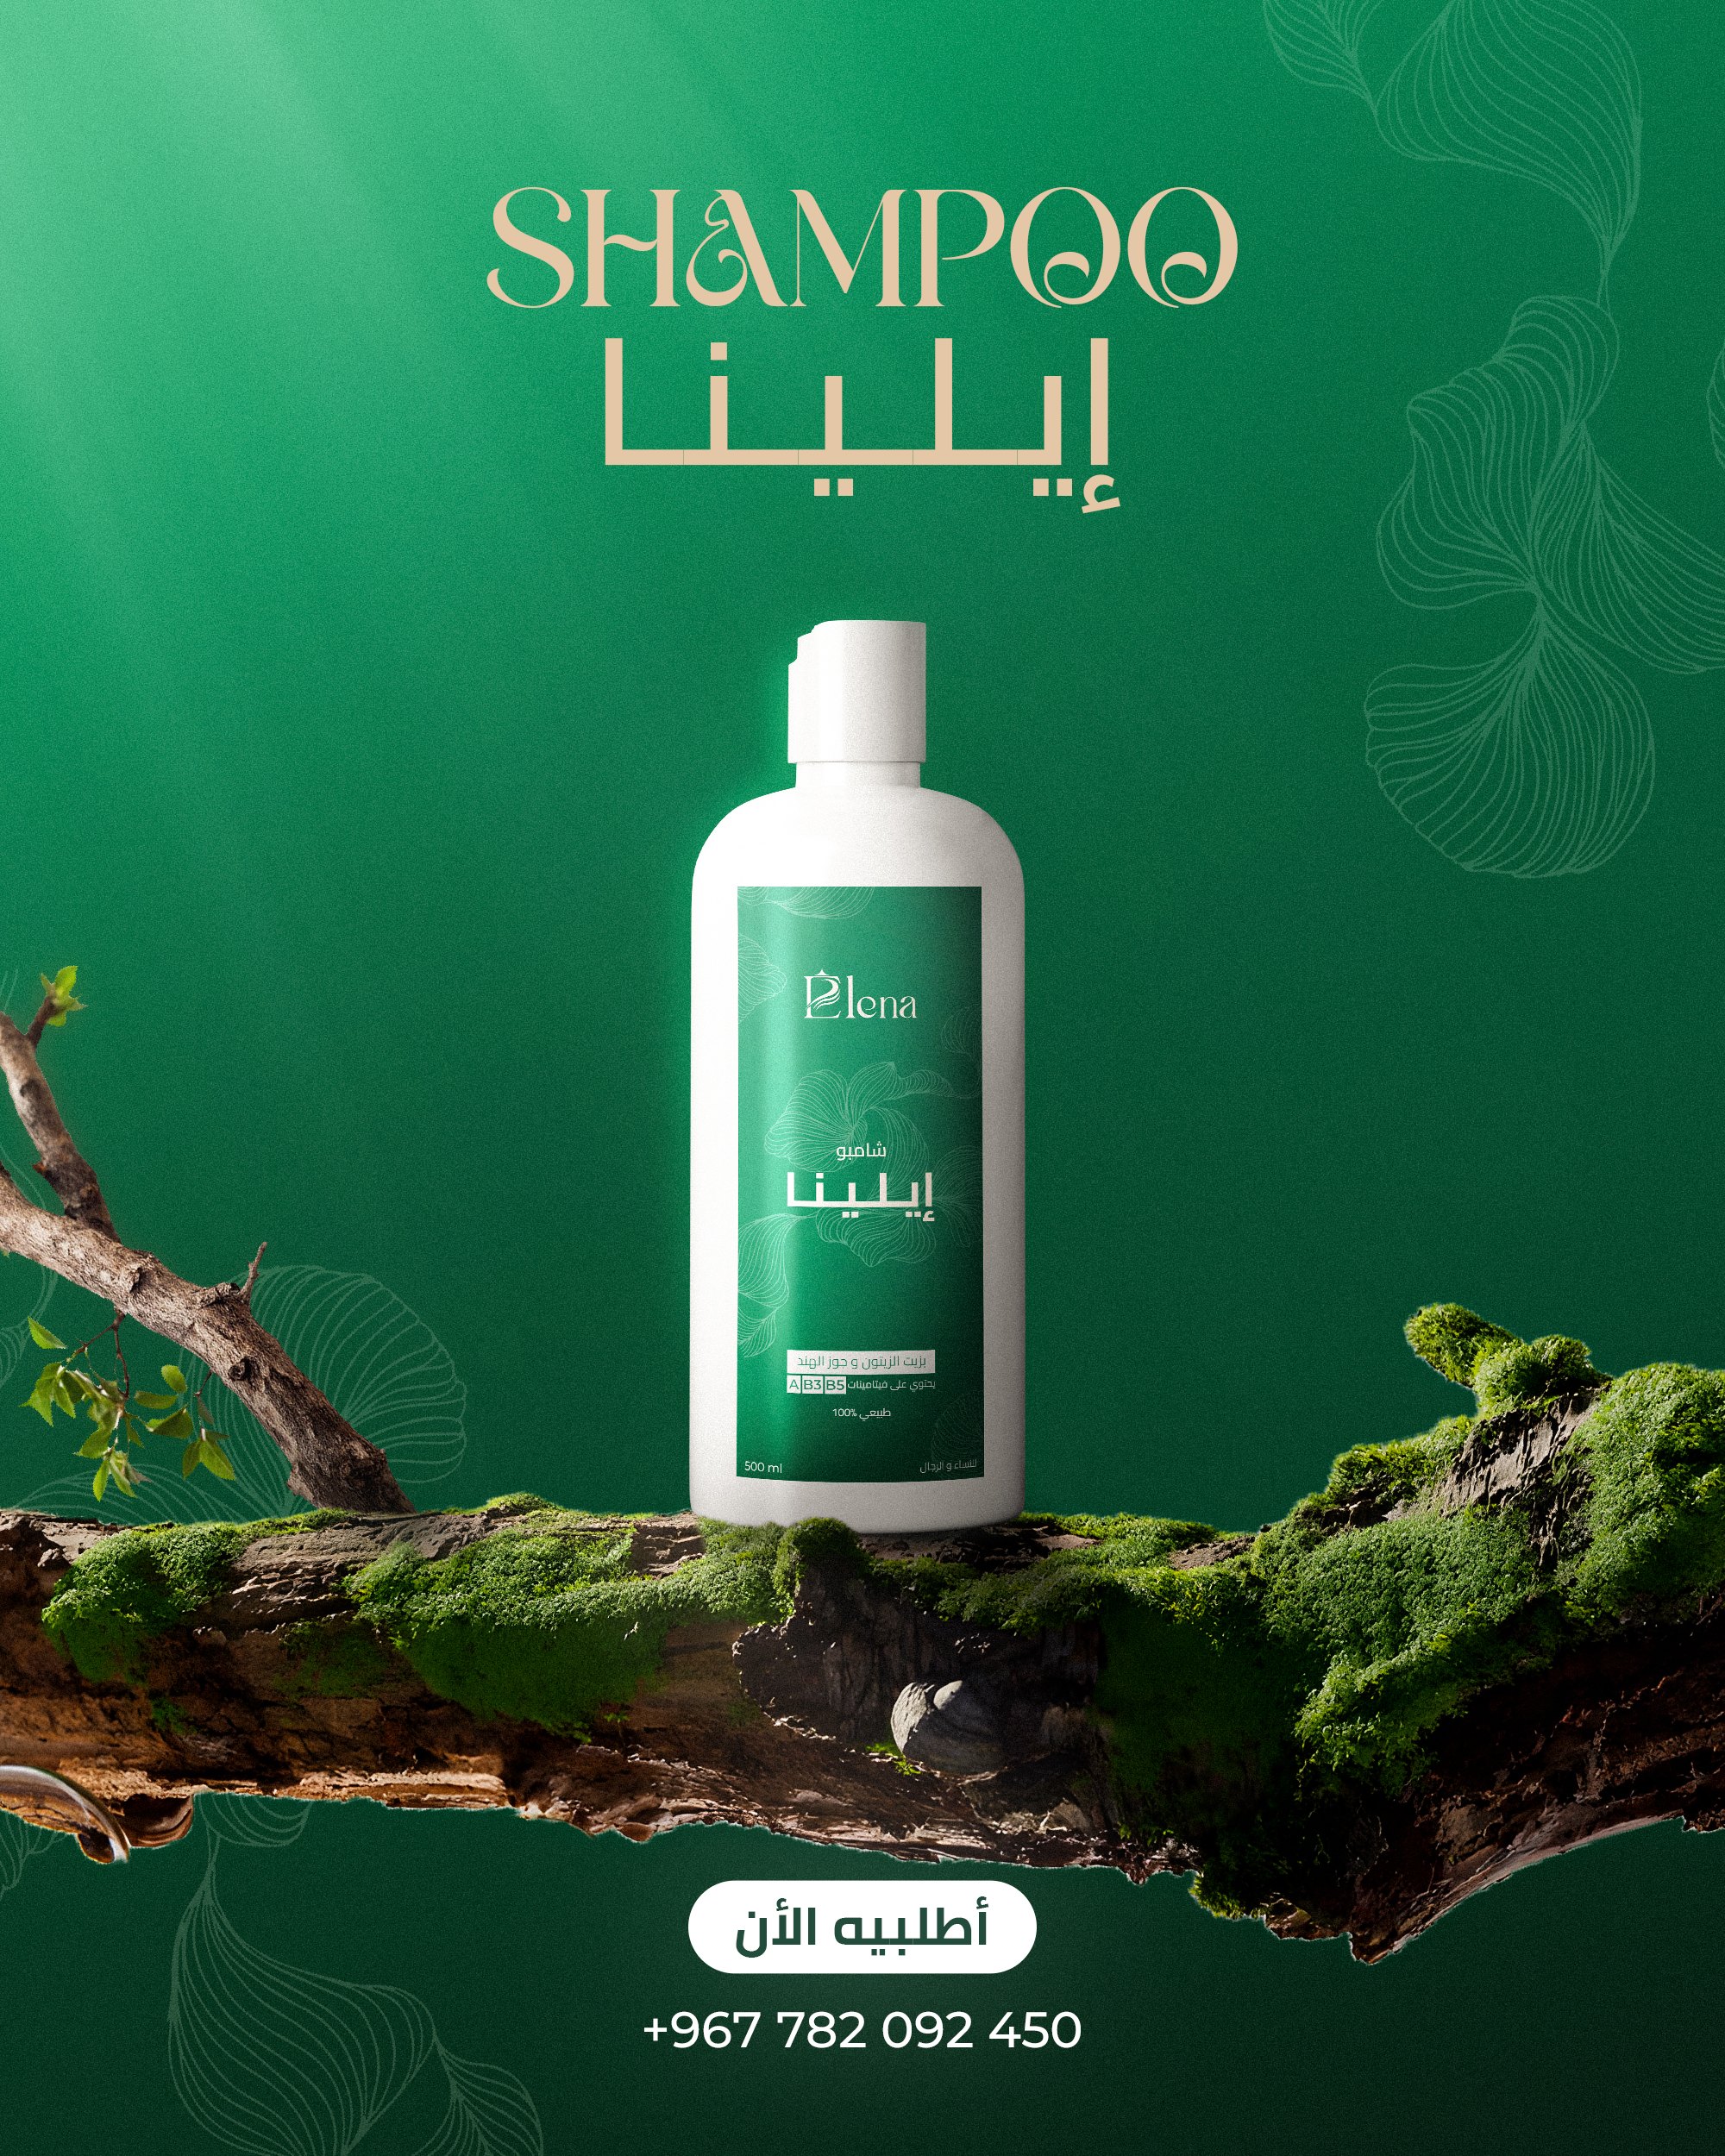 SHAMPOO
إيلينا
Elena
شامبو
إيلينا
بزيت الزيتون و جوز الهند
يحتوي على فيتامينات A B3 B5
طبيعي 100%
للنساء و الرجال
500 ml
أطلبيه الأن
+967 782 092 450